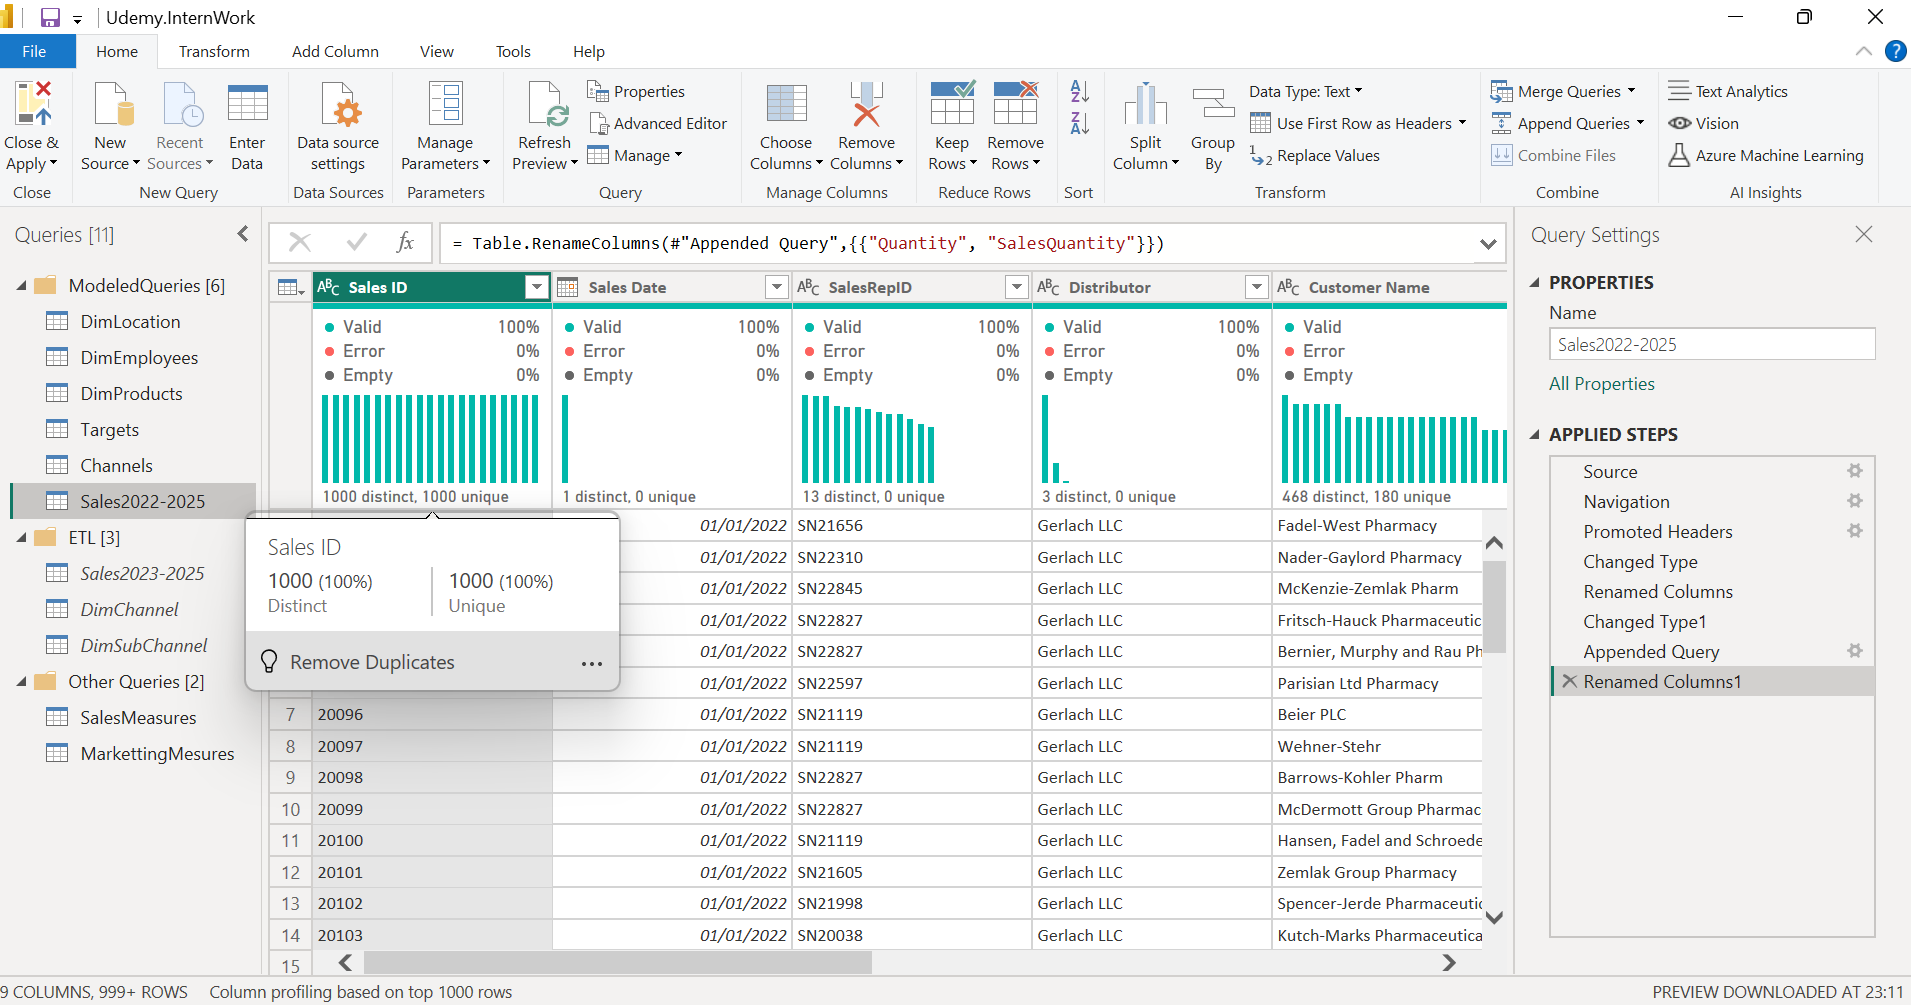 Udemy.InternWork
File Home Transform Add Column View Tools Help
Close & Apply
Close
New Source
Recent Sources
Enter Data
New Query
Data source settings
Data Sources
Manage Parameters
Parameters
Refresh Preview
Properties
Advanced Editor
Manage
Query
Choose Columns
Remove Columns
Manage Columns
Keep Rows
Remove Rows
Reduce Rows
Sort
Split Column
Group By
Data Type: Text
Use First Row as Headers
Replace Values
Transform
Merge Queries
Append Queries
Combine Files
Combine
Text Analytics
Vision
Azure Machine Learning
AI Insights
Queries [11]
ModeledQueries [6]
DimLocation
DimEmployees
DimProducts
Targets
Channels
Sales2022-2025
ETL [3]
Sales2023-2025
DimChannel
DimSubChannel
Other Queries [2]
SalesMeasures
MarkettingMesures
fx = Table.RenameColumns(#"Appended Query",{{"Quantity", "SalesQuantity"}})
Sales ID Sales Date SalesRepID Distributor Customer Name
Valid 100% Valid 100% Valid 100% Valid 100% Valid
Error 0% Error 0% Error 0% Error 0% Error
Empty 0% Empty 0% Empty 0% Empty 0% Empty
1000 distinct, 1000 unique 1 distinct, 0 unique 13 distinct, 0 unique 3 distinct, 0 unique 468 distinct, 180 unique
01/01/2022 SN21656 Gerlach LLC Fadel-West Pharmacy
01/01/2022 SN22310 Gerlach LLC Nader-Gaylord Pharmacy
01/01/2022 SN22845 Gerlach LLC McKenzie-Zemlak Pharm
01/01/2022 SN22827 Gerlach LLC Fritsch-Hauck Pharmaceutic
01/01/2022 SN22827 Gerlach LLC Bernier, Murphy and Rau Ph
01/01/2022 SN22597 Gerlach LLC Parisian Ltd Pharmacy
7 20096 01/01/2022 SN21119 Gerlach LLC Beier PLC
8 20097 01/01/2022 SN21119 Gerlach LLC Wehner-Stehr
9 20098 01/01/2022 SN22827 Gerlach LLC Barrows-Kohler Pharm
10 20099 01/01/2022 SN22827 Gerlach LLC McDermott Group Pharmac
11 20100 01/01/2022 SN21119 Gerlach LLC Hansen, Fadel and Schroede
12 20101 01/01/2022 SN21605 Gerlach LLC Zemlak Group Pharmacy
13 20102 01/01/2022 SN21998 Gerlach LLC Spencer-Jerde Pharmaceutic
14 20103 01/01/2022 SN20038 Gerlach LLC Kutch-Marks Pharmaceutica
15
Sales ID
1000 (100%) 1000 (100%)
Distinct Unique
Remove Duplicates
Query Settings
PROPERTIES
Name
Sales2022-2025
All Properties
APPLIED STEPS
Source
Navigation
Promoted Headers
Changed Type
Renamed Columns
Changed Type1
Appended Query
Renamed Columns1
9 COLUMNS, 999+ ROWS Column profiling based on top 1000 rows
PREVIEW DOWNLOADED AT 23:11